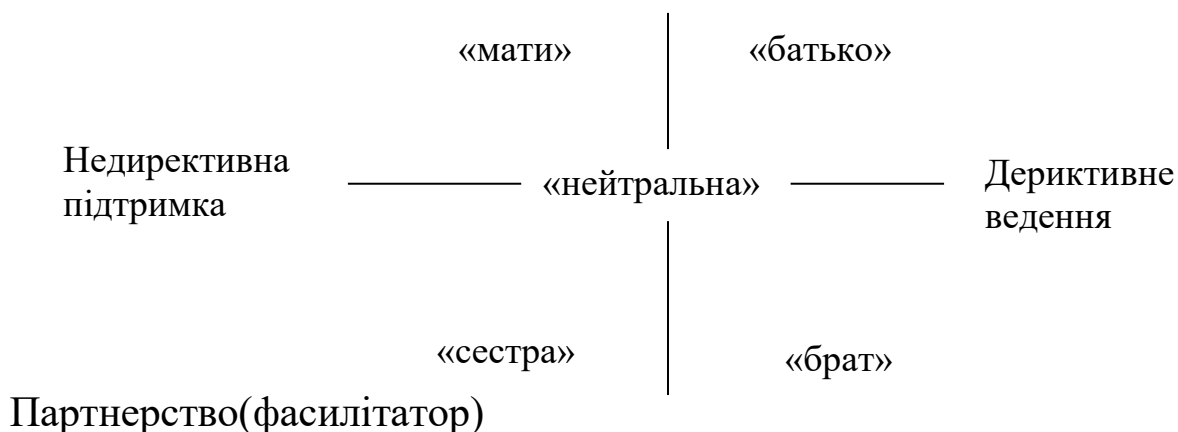 «мати» «батько»
Недирективна
підтримка
«нейтральна»
Дериктивне
ведення
«сестра» «брат»
Партнерство(фасилітатор)